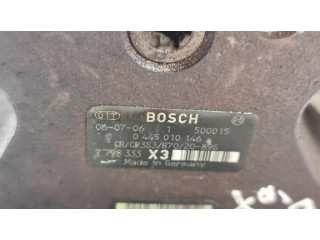 BOSCH
06-07-06 1 500015
0 445 010 146
CR/CP3S3/R70/20-89S
7 798 333 X3
Made in Germany